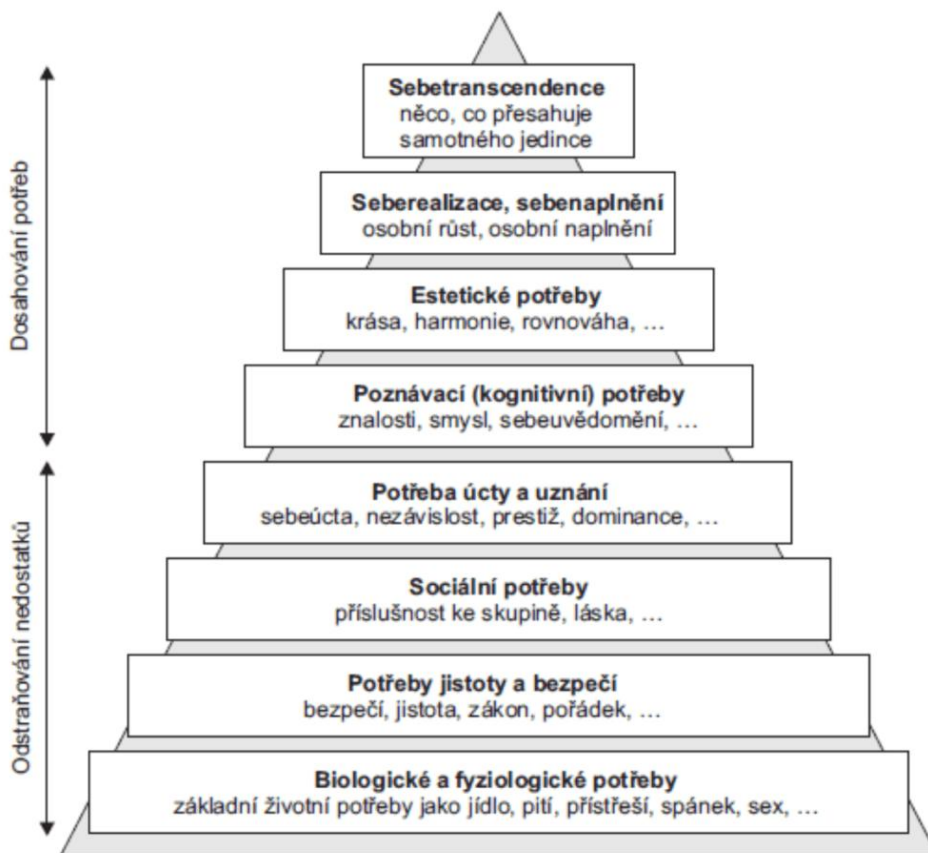 Sebetranscendence
něco, co přesahuje
samotného jedince
Seberealizace, sebenaplnění
osobní růst, osobní naplnění
Estetické potřeby
krása, harmonie, rovnováha, …
Poznávací (kognitivní) potřeby
znalosti, smysl, sebeuvědomění, …
Dosahování potřeb
Potřeba úcty a uznání
sebeúcta, nezávislost, prestiž, dominance, …
Sociální potřeby
příslušnost ke skupině, láska, …
Potřeby jistoty a bezpečí
bezpečí, jistota, zákon, pořádek, …
Biologické a fyziologické potřeby
základní životní potřeby jako jídlo, pití, přístřeší, spánek, sex, …
Odstraňování nedostatků